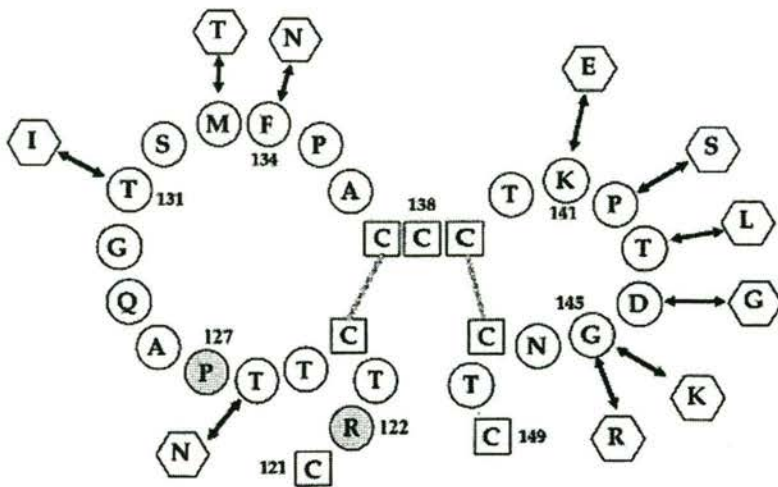 T N
E
I S M F P
134
T 131
A T K P S
141
138
C C C
G T L
Q D G
145
A 127 P T T C T
C N G K
N R 122
T C 149
R
121 C